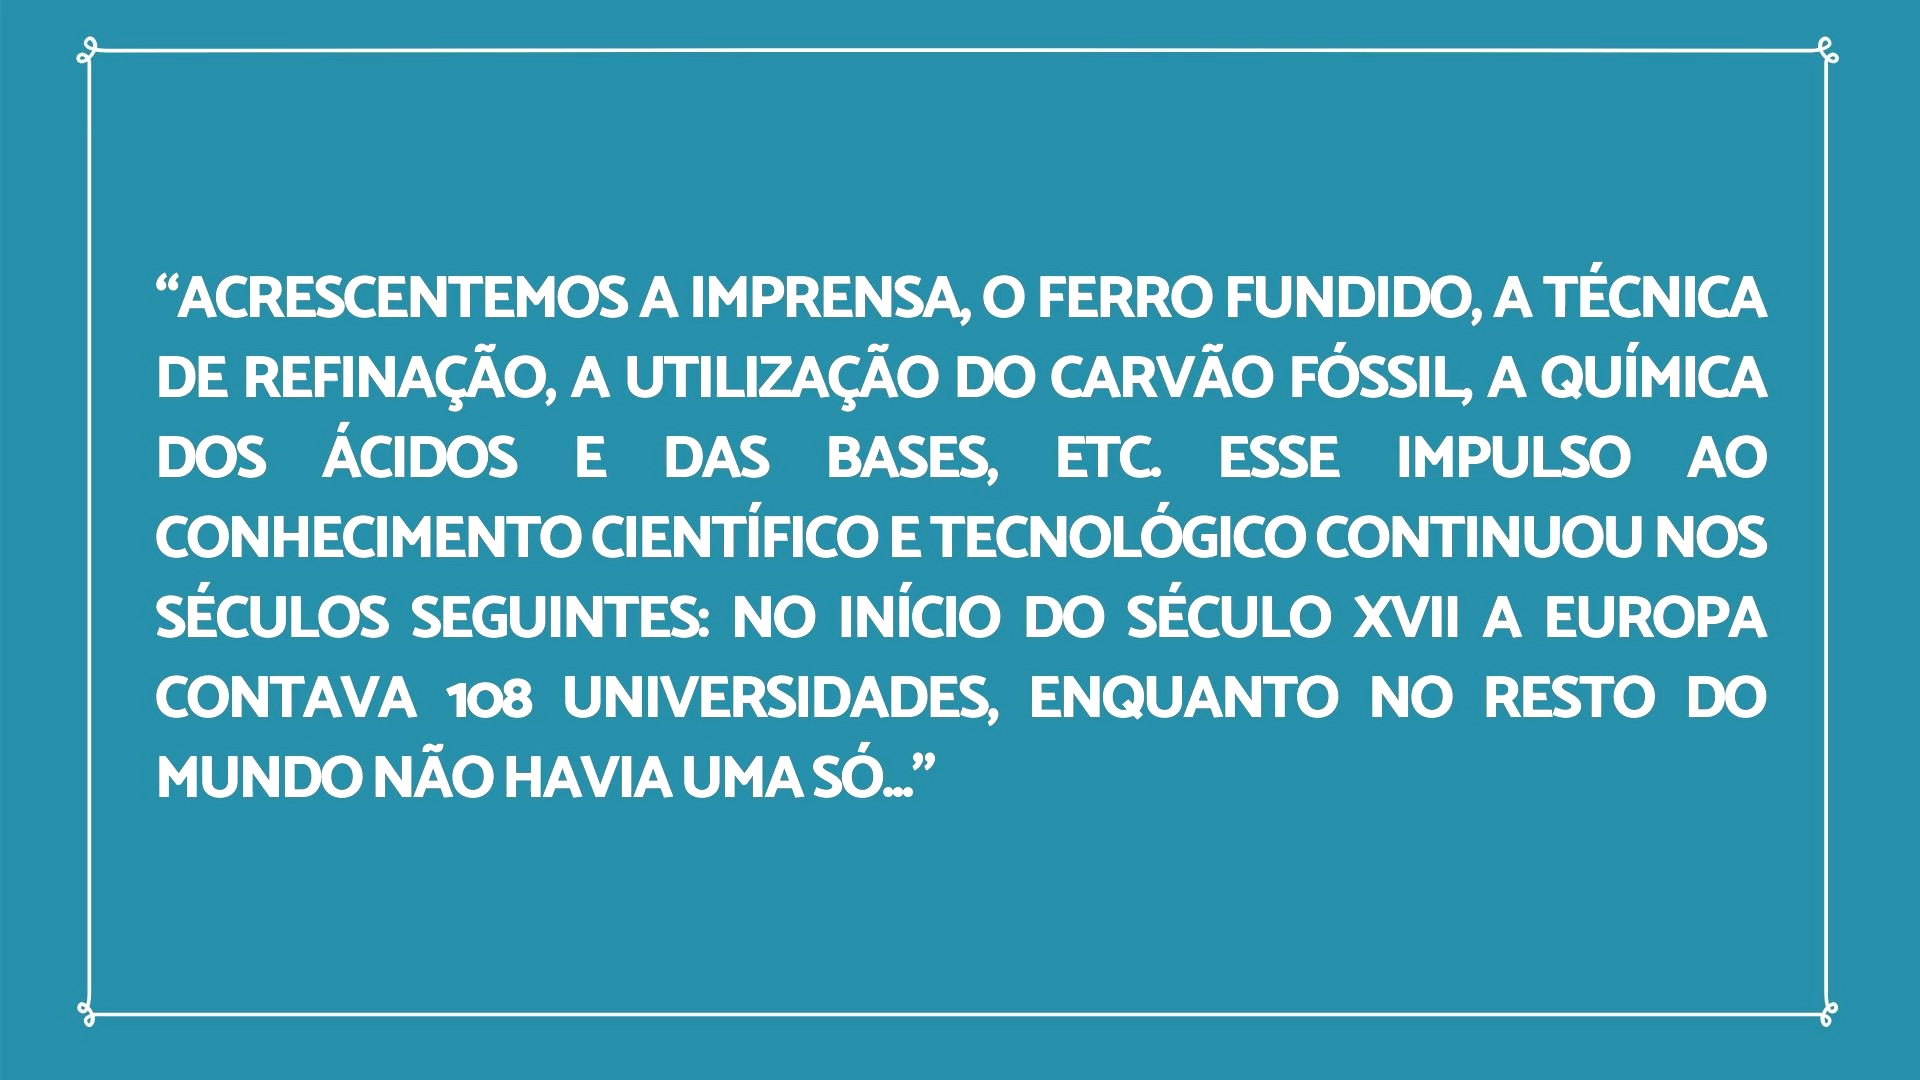 “ACRESCENTEMOS A IMPRENSA, O FERRO FUNDIDO, A TÉCNICA
DE REFINAÇÃO, A UTILIZAÇÃO DO CARVÃO FÓSSIL, A QUÍMICA
DOS ÁCIDOS E DAS BASES, ETC. ESSE IMPULSO AO
CONHECIMENTO CIENTÍFICO E TECNOLÓGICO CONTINUOU NOS
SÉCULOS SEGUINTES: NO INÍCIO DO SÉCULO XVII A EUROPA
CONTAVA 108 UNIVERSIDADES, ENQUANTO NO RESTO DO
MUNDO NÃO HAVIA UMA SÓ...”